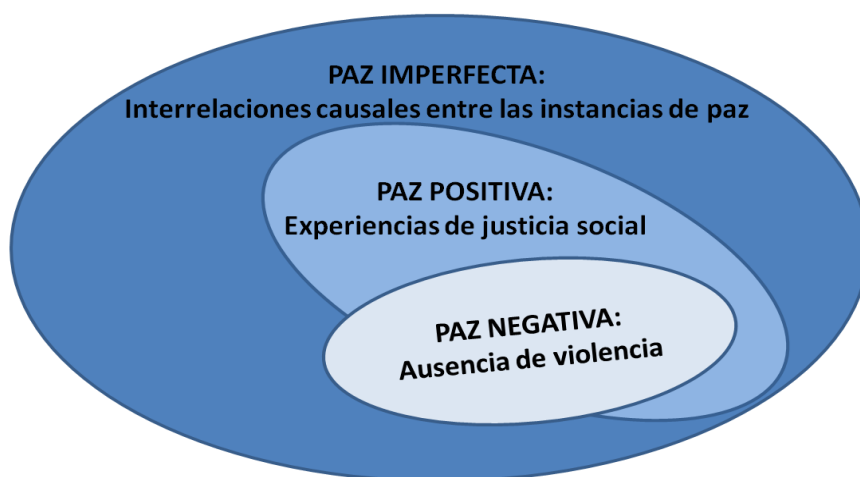 PAZ IMPERFECTA:
Interrelaciones causales entre las instancias de paz
PAZ POSITIVA:
Experiencias de justicia social
PAZ NEGATIVA:
Ausencia de violencia